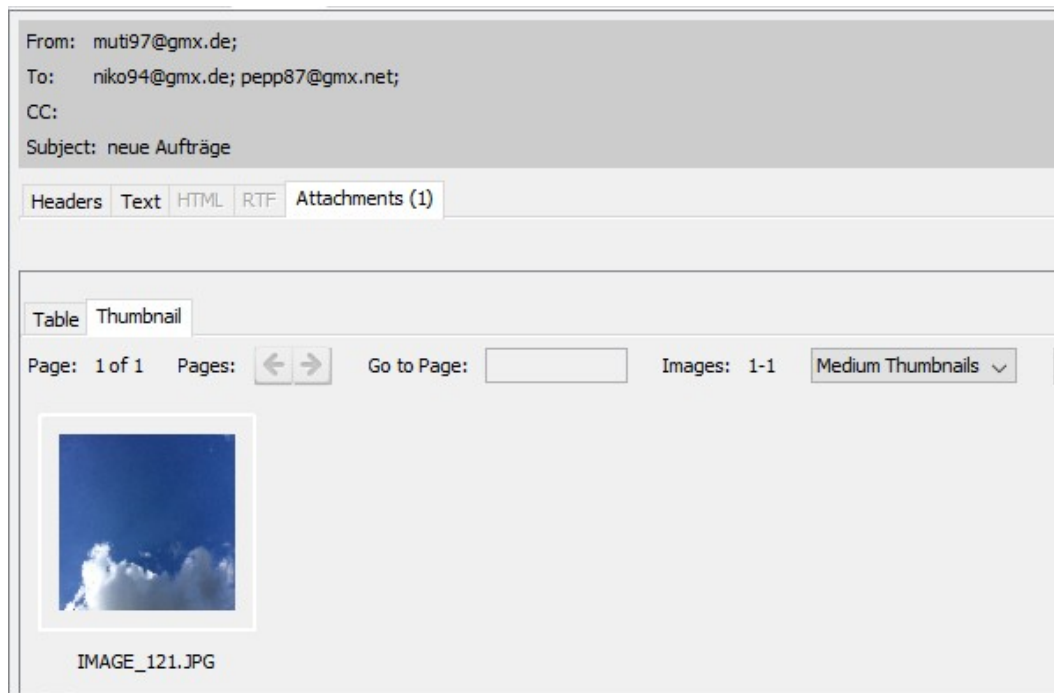 From: muti97@gmx.de;
To: niko94@gmx.de; pepp87@gmx.net;
CC:
Subject: neue Aufträge
Headers Text HTML RTF Attachments (1)
Table Thumbnail
Page: 1 of 1 Pages: Go to Page: Images: 1-1 Medium Thumbnails
IMAGE_121.JPG